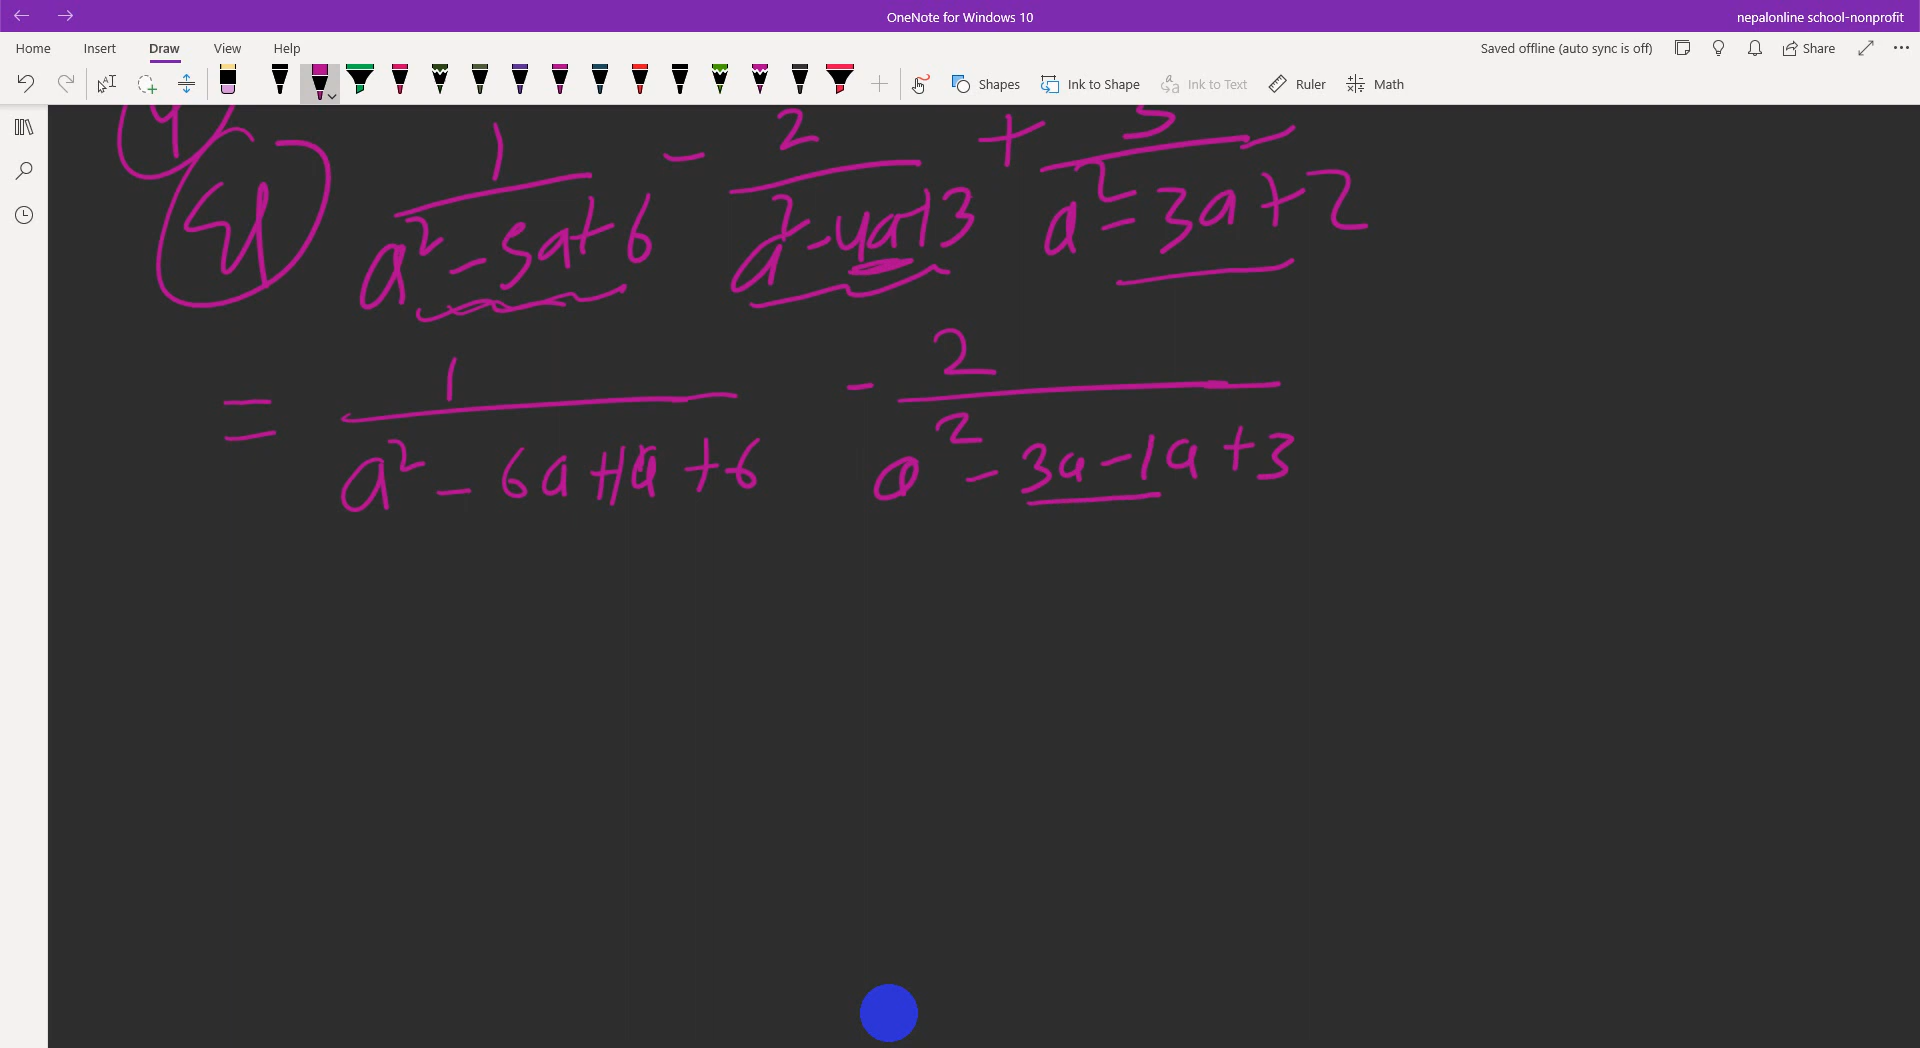 OneNote for Windows 10
nepalonline school-nonprofit
Home Insert Draw View Help
Saved offline (auto sync is off) Share
Shapes Ink to Shape Ink to Text Ruler Math
1 - 2 +
a² - 5a + 6 a² - 4a + 3 a² - 3a + 2
= 1 - 2
a² - 6a + 1a + 6 a² - 3a - 1a + 3